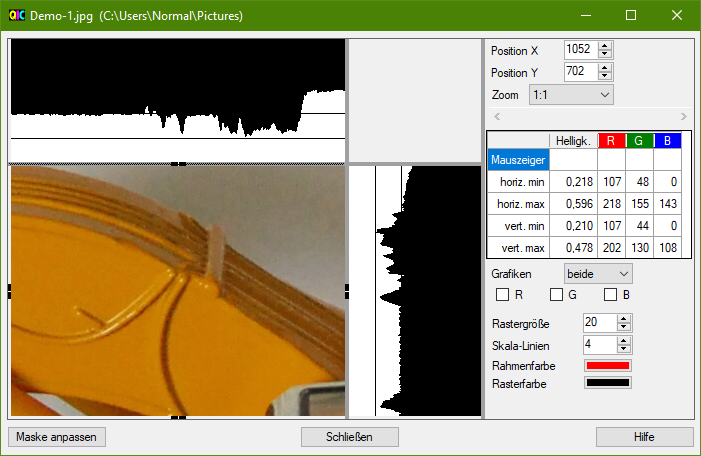 QIC Demo-1.jpg (C:\Users\Normal\Pictures)
Position X 1052
Position Y 702
Zoom 1:1
Helligk. R G B
Mauszeiger
horiz. min 0,218 107 48 0
horiz. max 0,596 218 155 143
vert. min 0,210 107 44 0
vert. max 0,478 202 130 108
Grafiken beide
R G B
Rastergröße 20
Skala-Linien 4
Rahmenfarbe
Rasterfarbe
Maske anpassen Schließen Hilfe